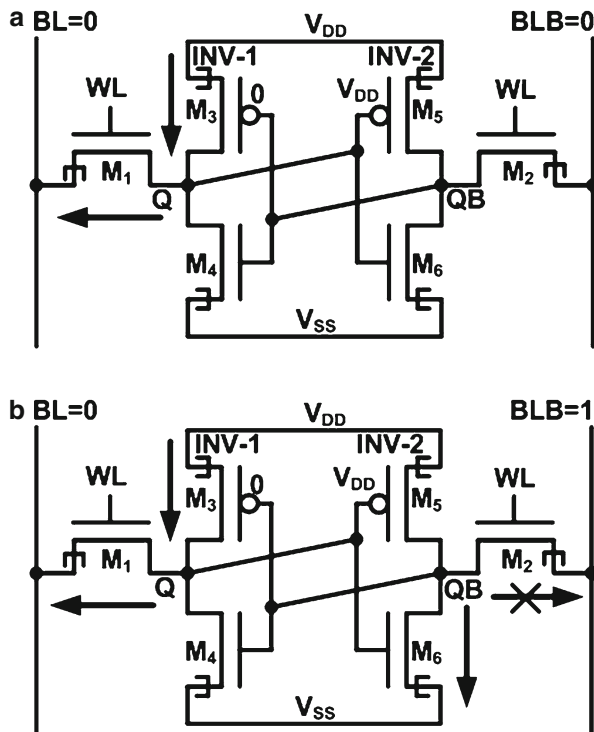 a BL=0 VDD BLB=0
INV-1 INV-2
WL M3 0 VDD M5 WL
M1 Q QB M2
M4 M6
VSS
b BL=0 VDD BLB=1
INV-1 INV-2
WL M3 0 VDD M5 WL
M1 Q QB M2
M4 M6
VSS